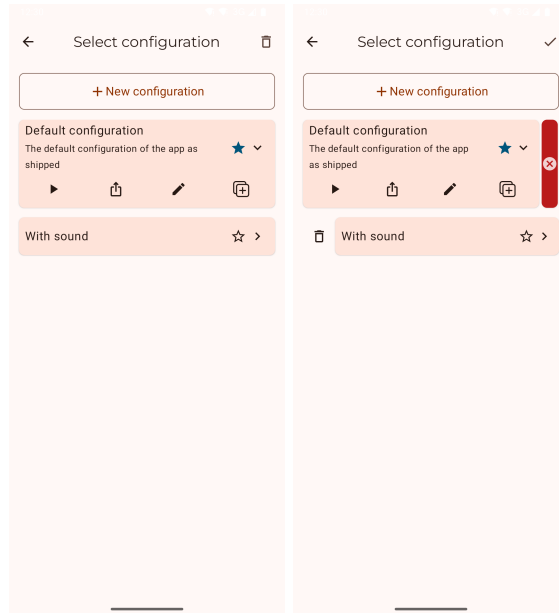 Select configuration
+ New configuration
Default configuration
The default configuration of the app as
shipped
With sound
Select configuration
+ New configuration
Default configuration
The default configuration of the app
as shipped
With sound